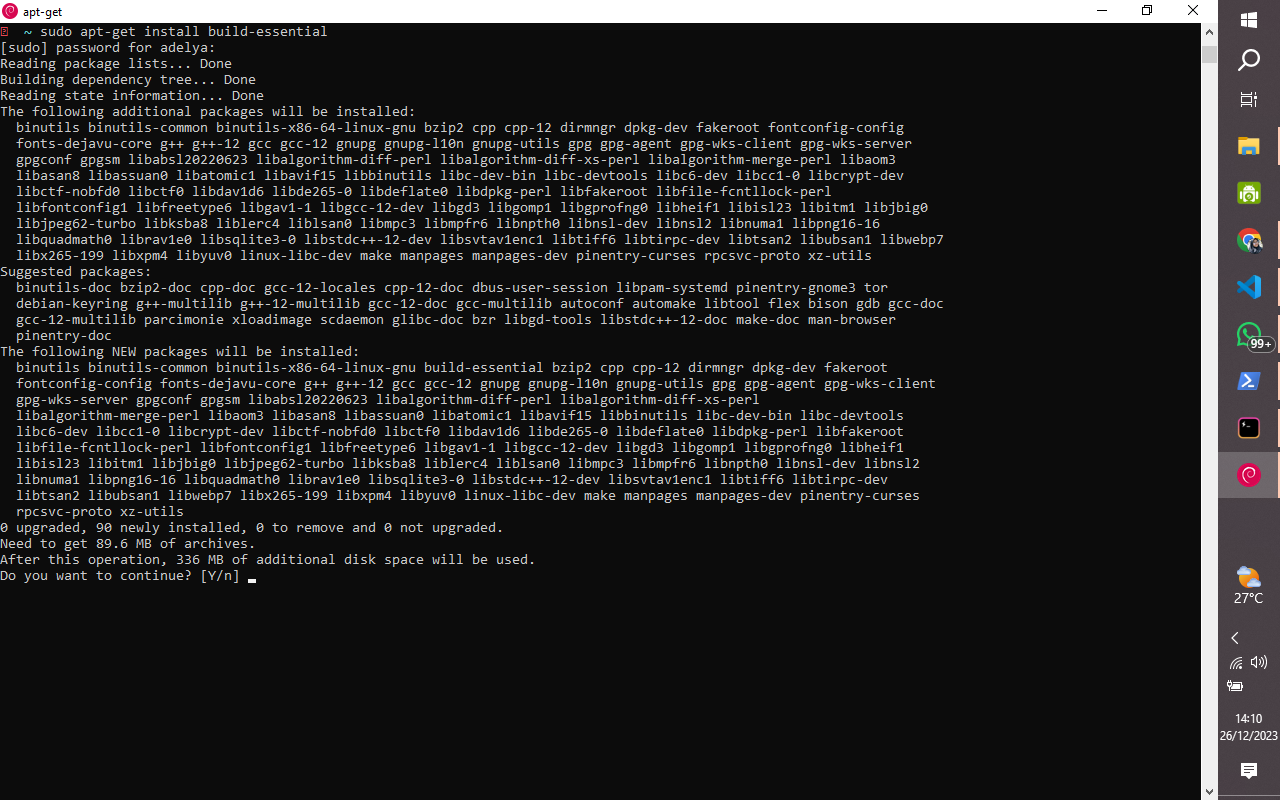 apt-get
~ sudo apt-get install build-essential
[sudo] password for adelya:
Reading package lists... Done
Building dependency tree... Done
Reading state information... Done
The following additional packages will be installed:
binutils binutils-common binutils-x86-64-linux-gnu bzip2 cpp cpp-12 dirmngr dpkg-dev fakeroot fontconfig-config
fonts-dejavu-core g++ g++-12 gcc gcc-12 gnupg gnupg-l10n gnupg-utils gpg gpg-agent gpg-wks-client gpg-wks-server
gpgconf gpgsm libabsl20220623 libalgorithm-diff-perl libalgorithm-diff-xs-perl libalgorithm-merge-perl libaom3
libasan8 libassuan0 libatomic1 libavif15 libbinutils libc-dev-bin libc-devtools libc6-dev libcc1-0 libcrypt-dev
libctf-nobfd0 libctf0 libdav1d6 libde265-0 libdeflate0 libdpkg-perl libfakeroot libfile-fcntllock-perl
libfontconfig1 libfreetype6 libgav1-1 libgcc-12-dev libgd3 libgomp1 libgprofng0 libheif1 libisl23 libitm1 libjbig0
libjpeg62-turbo libksba8 liblerc4 liblsan0 libmpc3 libmpfr6 libnpth0 libnsl-dev libnsl2 libnuma1 libpng16-16
libquadmath0 librav1e0 libsqlite3-0 libstdc++-12-dev libsvtav1enc1 libtiff6 libtirpc-dev libtsan2 libubsan1 libwebp7
libx265-199 libxpm4 libyuv0 linux-libc-dev make manpages manpages-dev pinentry-curses rpcsvc-proto xz-utils
Suggested packages:
binutils-doc bzip2-doc cpp-doc gcc-12-locales cpp-12-doc dbus-user-session libpam-systemd pinentry-gnome3 tor
debian-keyring g++-multilib g++-12-multilib gcc-12-doc gcc-multilib autoconf automake libtool flex bison gdb gcc-doc
gcc-12-multilib parcimonie xloadimage scdaemon glibc-doc bzr libgd-tools libstdc++-12-doc make-doc man-browser
pinentry-doc
The following NEW packages will be installed:
binutils binutils-common binutils-x86-64-linux-gnu build-essential bzip2 cpp cpp-12 dirmngr dpkg-dev fakeroot
fontconfig-config fonts-dejavu-core g++ g++-12 gcc gcc-12 gnupg gnupg-l10n gnupg-utils gpg gpg-agent gpg-wks-client
gpg-wks-server gpgconf gpgsm libabsl20220623 libalgorithm-diff-perl libalgorithm-diff-xs-perl
libalgorithm-merge-perl libaom3 libasan8 libassuan0 libatomic1 libavif15 libbinutils libc-dev-bin libc-devtools
libc6-dev libcc1-0 libcrypt-dev libctf-nobfd0 libctf0 libdav1d6 libde265-0 libdeflate0 libdpkg-perl libfakeroot
libfile-fcntllock-perl libfontconfig1 libfreetype6 libgav1-1 libgcc-12-dev libgd3 libgomp1 libgprofng0 libheif1
libisl23 libitm1 libjbig0 libjpeg62-turbo libksba8 liblerc4 liblsan0 libmpc3 libmpfr6 libnpth0 libnsl-dev libnsl2
libnuma1 libpng16-16 libquadmath0 librav1e0 libsqlite3-0 libstdc++-12-dev libsvtav1enc1 libtiff6 libtirpc-dev
libtsan2 libubsan1 libwebp7 libx265-199 libxpm4 libyuv0 linux-libc-dev make manpages manpages-dev pinentry-curses
rpcsvc-proto xz-utils
0 upgraded, 90 newly installed, 0 to remove and 0 not upgraded.
Need to get 89.6 MB of archives.
After this operation, 336 MB of additional disk space will be used.
Do you want to continue? [Y/n]
99+
27°C
14:10
26/12/2023